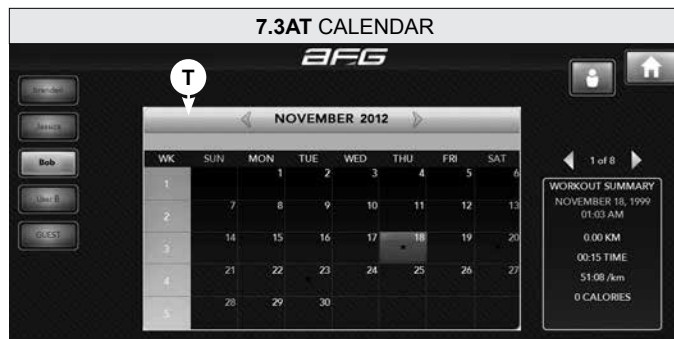 7.3AT CALENDAR
AFG
T
brenden
Jessica
Bob
User B
GUEST
NOVEMBER 2012
WK SUN MON TUE WED THU FRI SAT
1 1 2 3 4 5 6
2 7 8 9 10 11 12 13
3 14 15 16 17 18 19 20
4 21 22 23 24 25 26 27
5 28 29 30
1 of 8
WORKOUT SUMMARY
NOVEMBER 18, 1999
01:03 AM
0.00 KM
00:15 TIME
51:08 /km
0 CALORIES